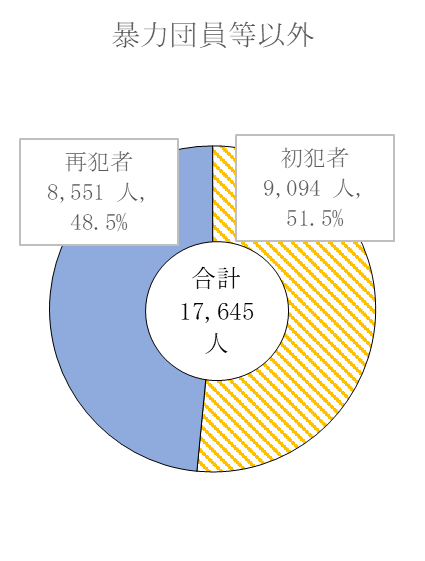 暴力団員等以外
再犯者
8,551 人,
48.5%
初犯者
9,094 人,
51.5%
合計
17,645
人